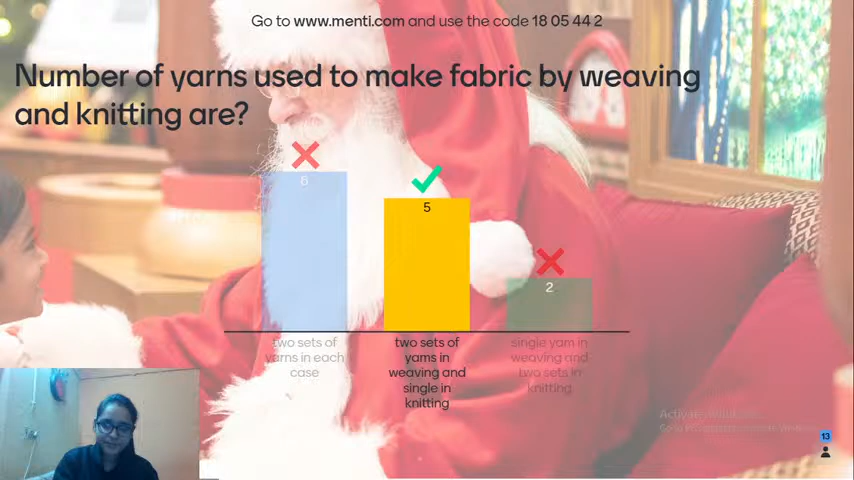 Go to www.menti.com and use the code 18 05 44 2
Number of yarns used to make fabric by weaving
and knitting are?
6
5
2
two sets of
yarns in each
case
two sets of
yarns in
weaving and
single in
knitting
single yarn in
weaving and
two sets in
knitting
Activate Windows
13